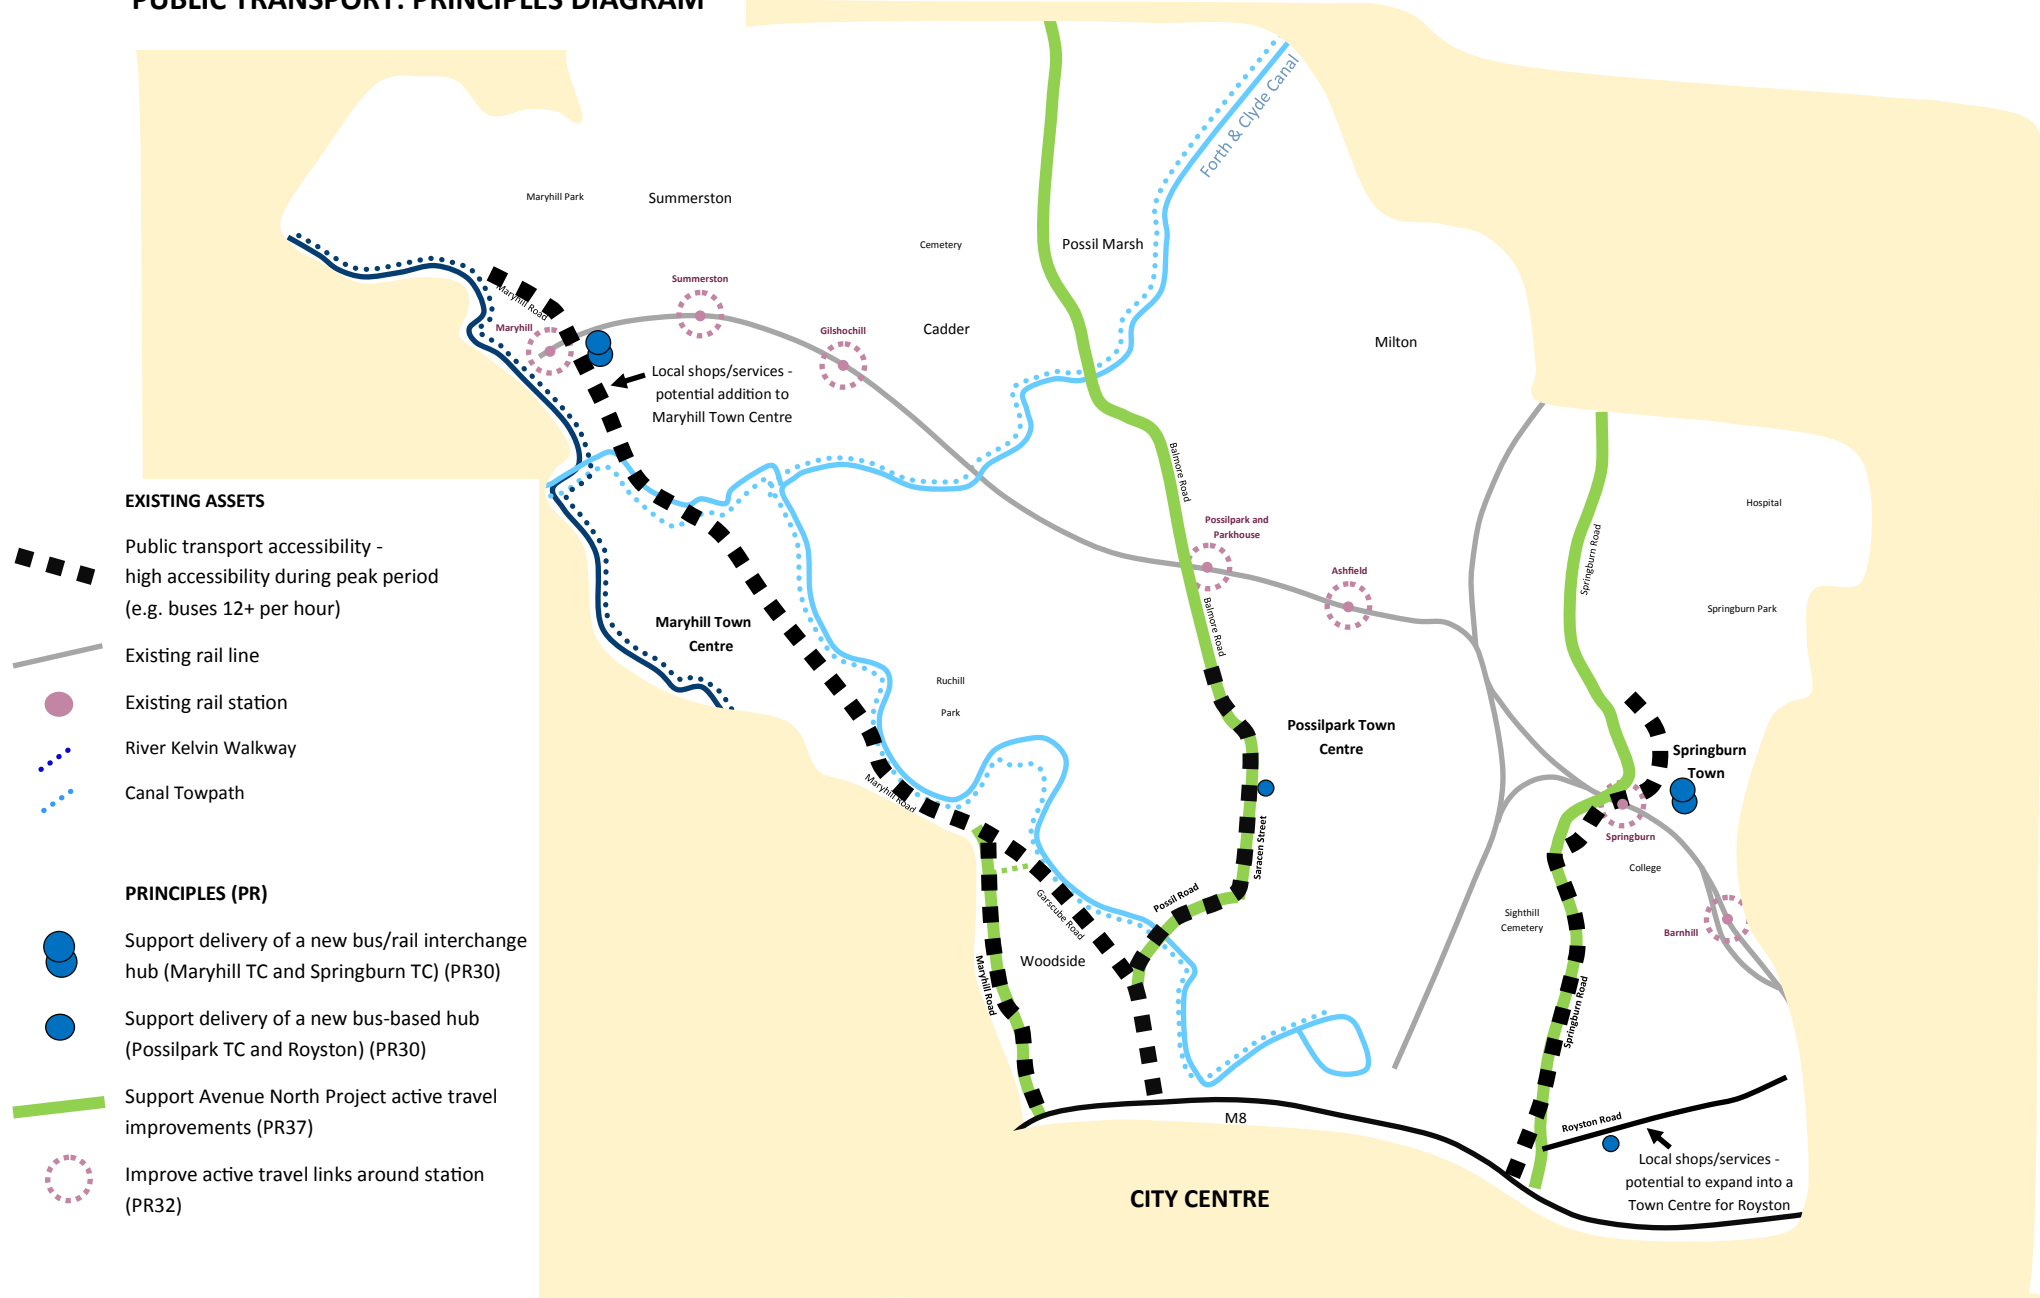 PUBLIC TRANSPORT: PRINCIPLES DIAGRAM
Forth & Clyde Canal
Maryhill Park
Summerston
Cemetery
Possil Marsh
Summerston
Maryhill Road
Maryhill
Gilshochill
Cadder
Milton
Local shops/services -
potential addition to
Maryhill Town Centre
Balmore Road
Possilpark and
Parkhouse
Ashfield
Balmore Road
Springburn Road
Hospital
Springburn Park
Maryhill Town
Centre
Ruchill
Park
Possilpark Town
Centre
Springburn
Town
Maryhill Road
Saracen Street
Springburn
College
Possil Road
Garscube Road
Sighthill
Cemetery
Barnhill
Woodside
Maryhill Road
Springburn Road
M8
Royston Road
Local shops/services -
potential to expand into a
Town Centre for Royston
CITY CENTRE
EXISTING ASSETS
Public transport accessibility -
high accessibility during peak period
(e.g. buses 12+ per hour)
Existing rail line
Existing rail station
River Kelvin Walkway
Canal Towpath
PRINCIPLES (PR)
Support delivery of a new bus/rail interchange
hub (Maryhill TC and Springburn TC) (PR30)
Support delivery of a new bus-based hub
(Possilpark TC and Royston) (PR30)
Support Avenue North Project active travel
improvements (PR37)
Improve active travel links around station
(PR32)